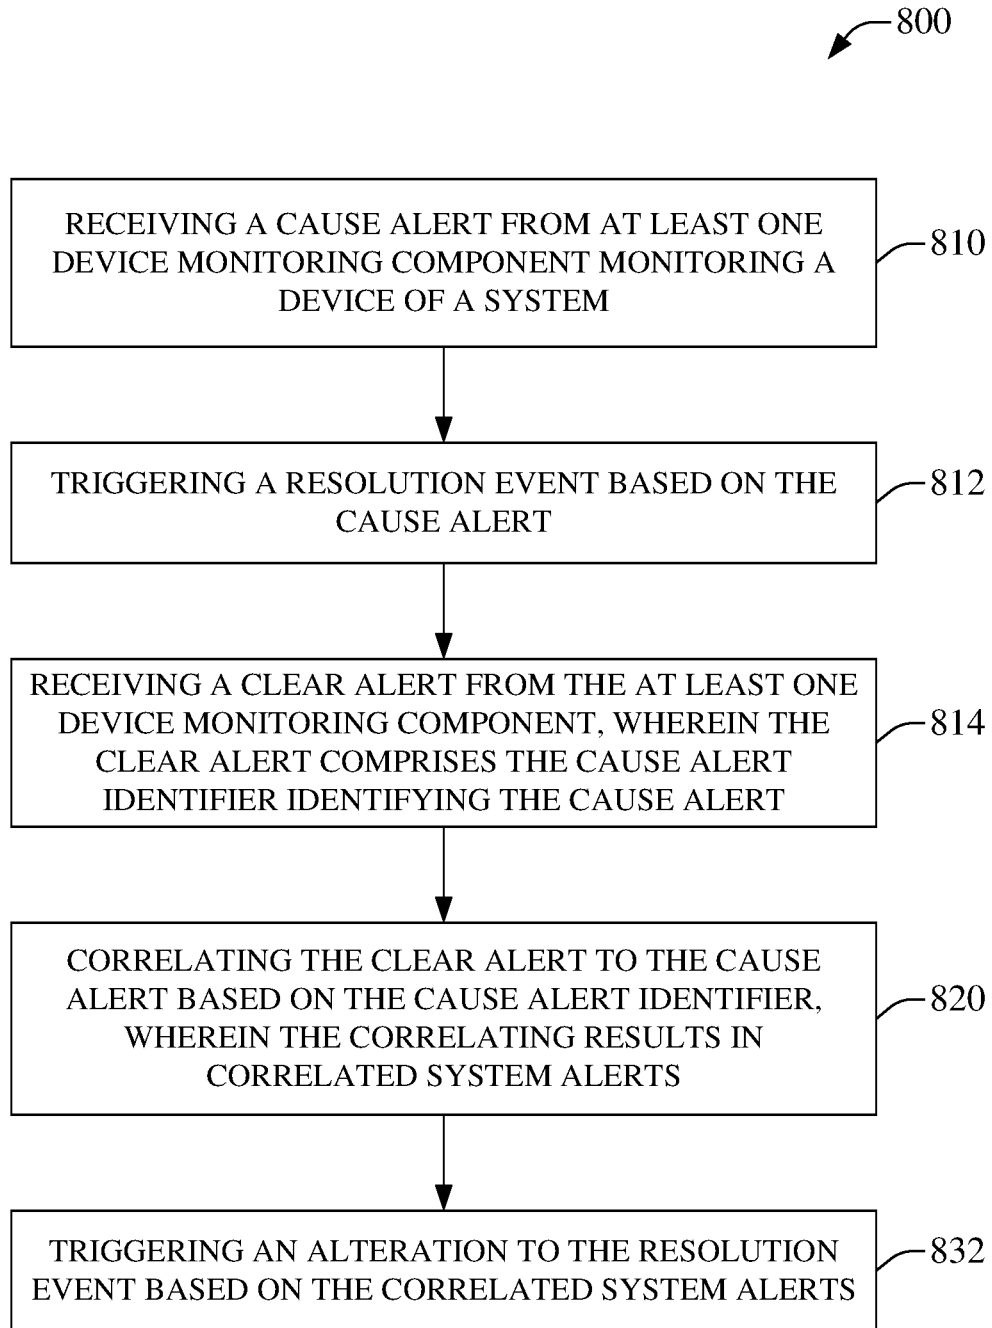 800
RECEIVING A CAUSE ALERT FROM AT LEAST ONE
DEVICE MONITORING COMPONENT MONITORING A
DEVICE OF A SYSTEM
810
TRIGGERING A RESOLUTION EVENT BASED ON THE
CAUSE ALERT
812
RECEIVING A CLEAR ALERT FROM THE AT LEAST ONE
DEVICE MONITORING COMPONENT, WHEREIN THE
CLEAR ALERT COMPRISES THE CAUSE ALERT
IDENTIFIER IDENTIFYING THE CAUSE ALERT
814
CORRELATING THE CLEAR ALERT TO THE CAUSE
ALERT BASED ON THE CAUSE ALERT IDENTIFIER,
WHEREIN THE CORRELATING RESULTS IN
CORRELATED SYSTEM ALERTS
820
TRIGGERING AN ALTERATION TO THE RESOLUTION
EVENT BASED ON THE CORRELATED SYSTEM ALERTS
832